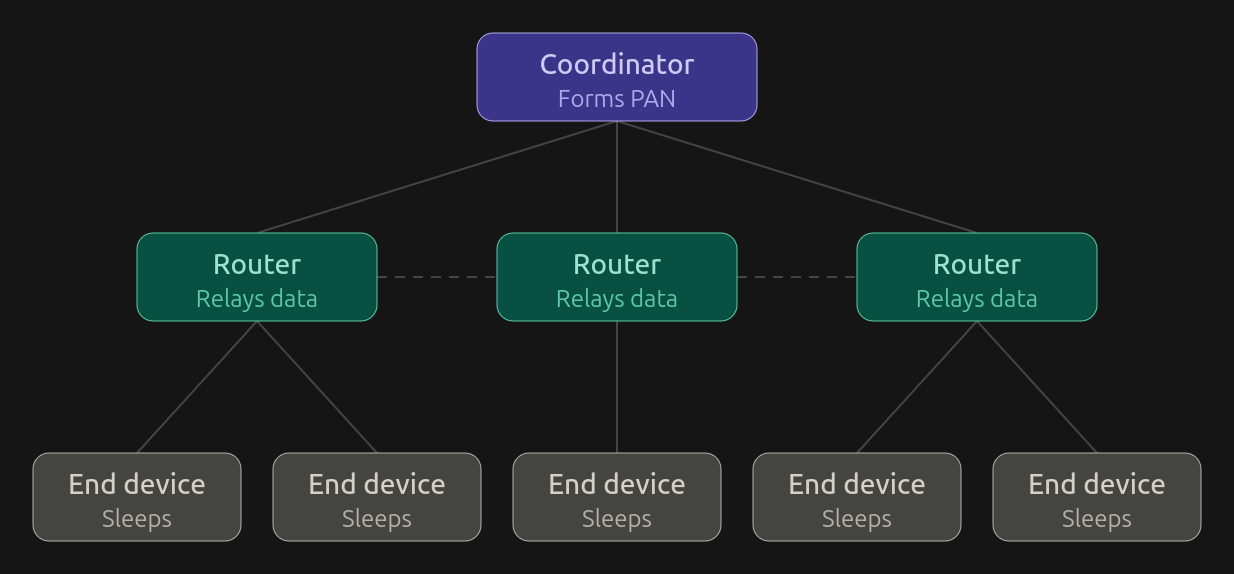 Coordinator
Forms PAN
Router
Relays data
Router
Relays data
Router
Relays data
End device
Sleeps
End device
Sleeps
End device
Sleeps
End device
Sleeps
End device
Sleeps